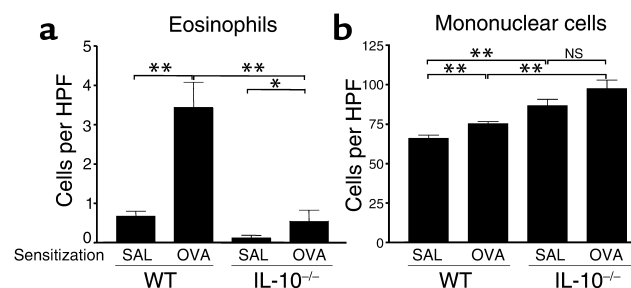 a Eosinophils
Cells per HPF
5
4
3
2
1
0
** **
*
Sensitization SAL OVA SAL OVA
WT IL-10–/–
b Mononuclear cells
Cells per HPF
125
100
75
50
25
0
** NS
** **
SAL OVA SAL OVA
WT IL-10–/–